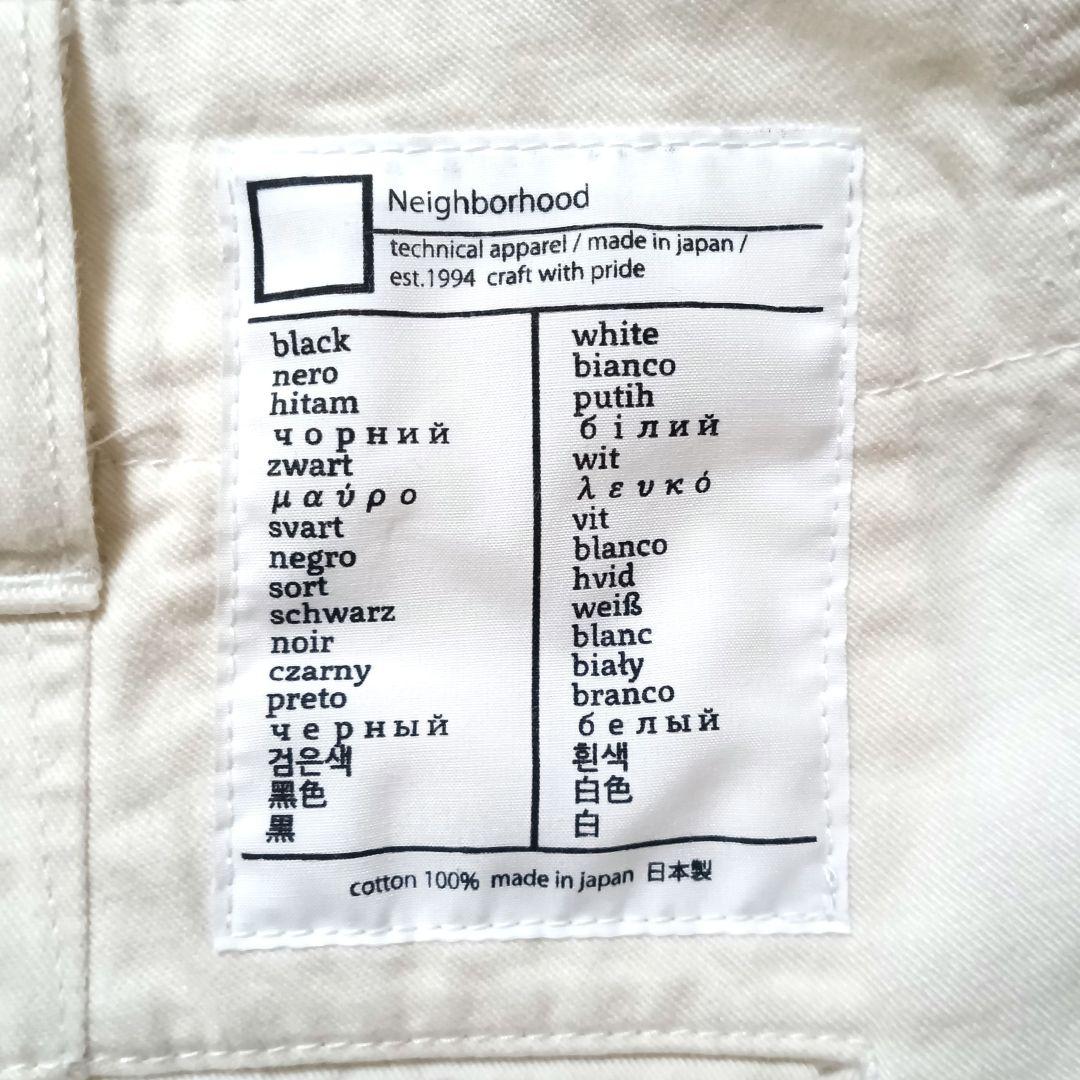 Neighborhood
technical apparel / made in japan /
est.1994 craft with pride
black
nero
hitam
чорний
zwart
μαύρο
svart
negro
sort
schwarz
noir
czarny
preto
черный
검은색
黑色
黒
white
bianco
putih
білий
wit
λευκό
vit
blanco
hvid
weiß
blanc
biały
branco
белый
흰색
白色
白
cotton 100% made in japan 日本製